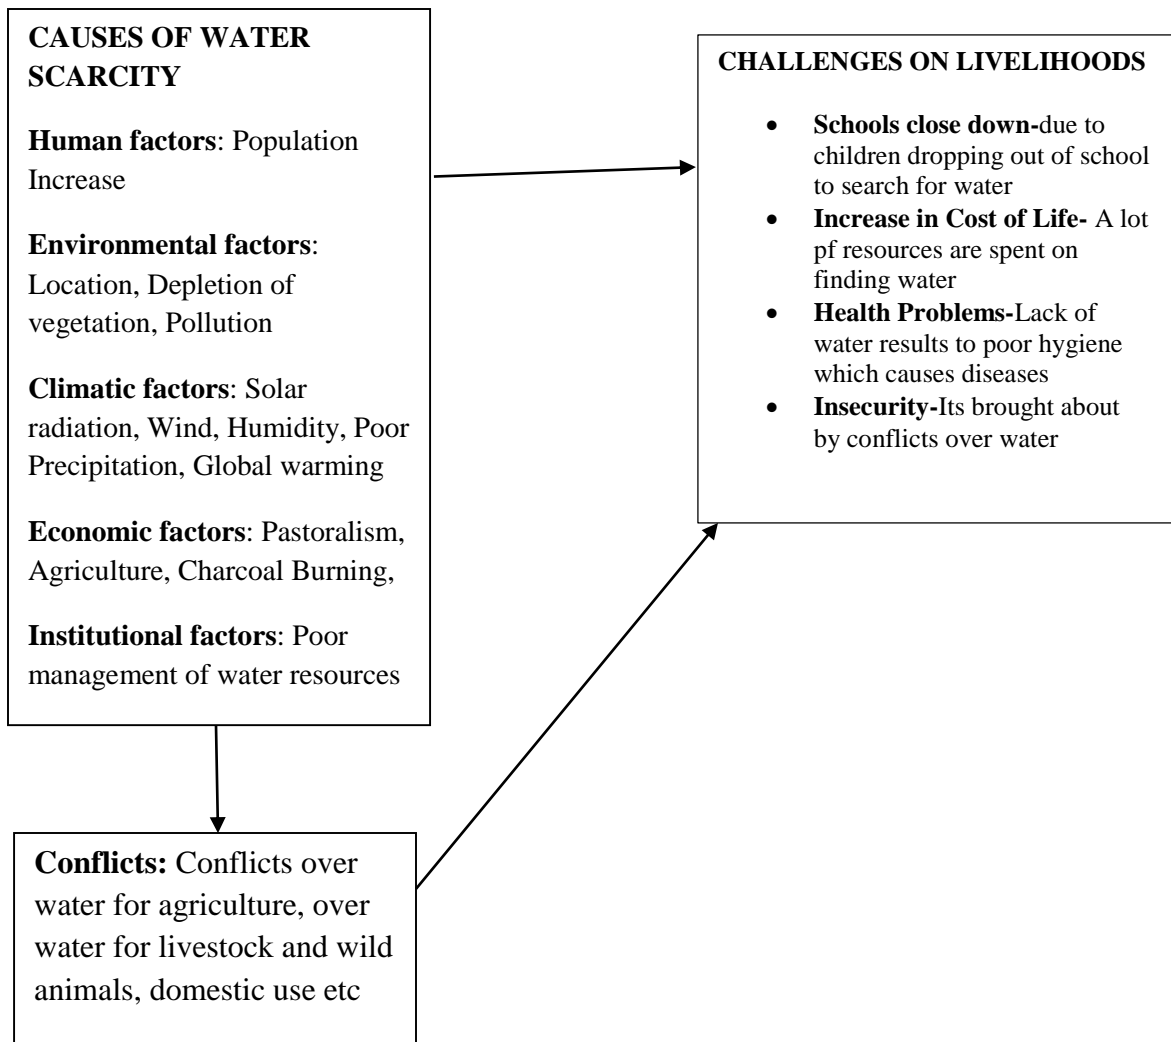 CAUSES OF WATER
SCARCITY
Human factors: Population
Increase
Environmental factors:
Location, Depletion of
vegetation, Pollution
Climatic factors: Solar
radiation, Wind, Humidity, Poor
Precipitation, Global warming
Economic factors: Pastoralism,
Agriculture, Charcoal Burning,
Institutional factors: Poor
management of water resources
CHALLENGES ON LIVELIHOODS
• Schools close down-due to
children dropping out of school
to search for water
• Increase in Cost of Life- A lot
pf resources are spent on
finding water
• Health Problems-Lack of
water results to poor hygiene
which causes diseases
• Insecurity-Its brought about
by conflicts over water
Conflicts: Conflicts over
water for agriculture, over
water for livestock and wild
animals, domestic use etc